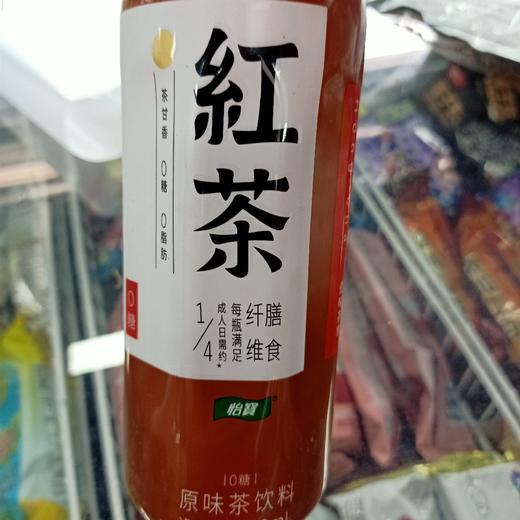 紅茶
茶甘香 0糖 0脂肪
0糖
膳食
纤维
每瓶满足
成人日需约*
1/4
怡寶
0糖
原味茶饮料